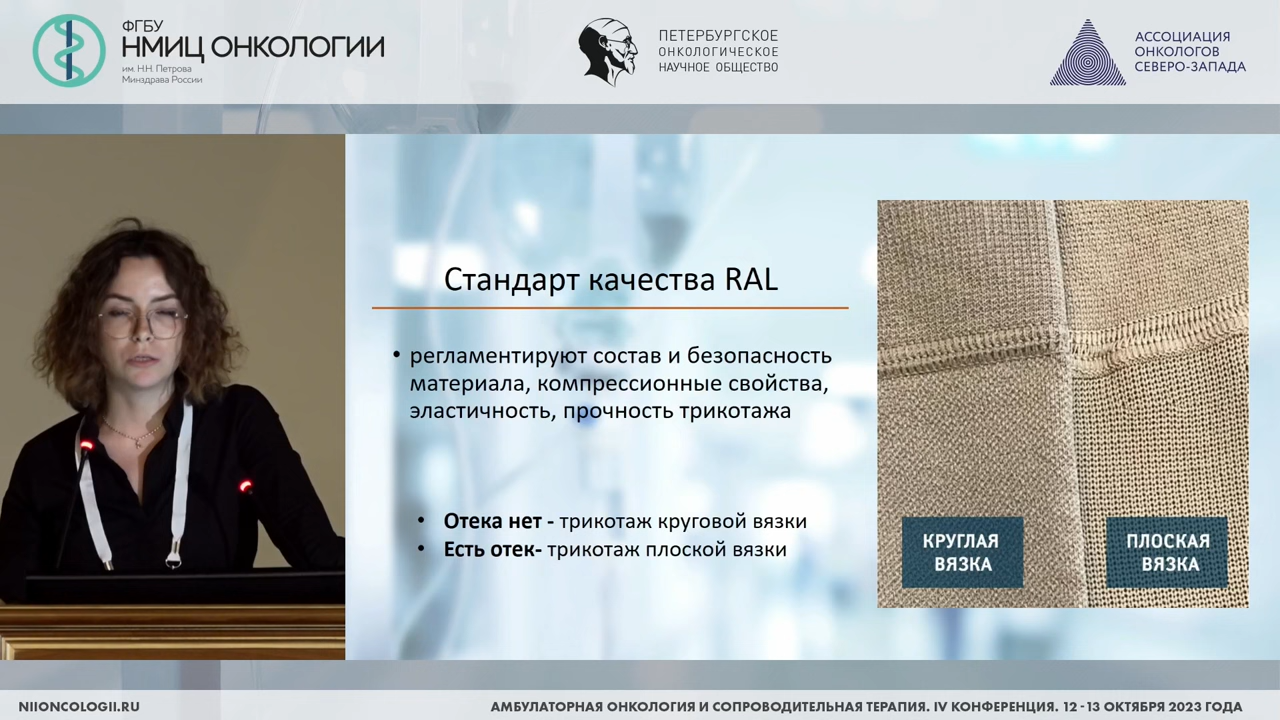 ФГБУ
НМИЦ ОНКОЛОГИИ
им. Н.Н. Петрова
Минздрава России
ПЕТЕРБУРГСКОЕ
ОНКОЛОГИЧЕСКОЕ
НАУЧНОЕ ОБЩЕСТВО
АССОЦИАЦИЯ
ОНКОЛОГОВ
СЕВЕРО-ЗАПАДА
Стандарт качества RAL
• регламентируют состав и безопасность
материала, компрессионные свойства,
эластичность, прочность трикотажа
• Отека нет - трикотаж круговой вязки
• Есть отек- трикотаж плоской вязки
КРУГЛАЯ
ВЯЗКА
ПЛОСКАЯ
ВЯЗКА
NIIONCOLOGII.RU
АМБУЛАТОРНАЯ ОНКОЛОГИЯ И СОПРОВОДИТЕЛЬНАЯ ТЕРАПИЯ. IV КОНФЕРЕНЦИЯ. 12 - 13 ОКТЯБРЯ 2023 ГОДА